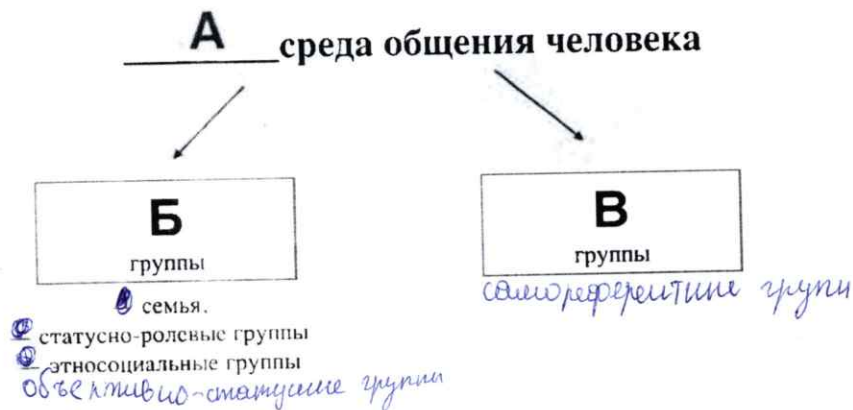 А среда общения человека
Б
группы
В
группы
семья.
статусно-ролевые группы
этносоциальные группы
объективно-статусные группы
самореферентные групп